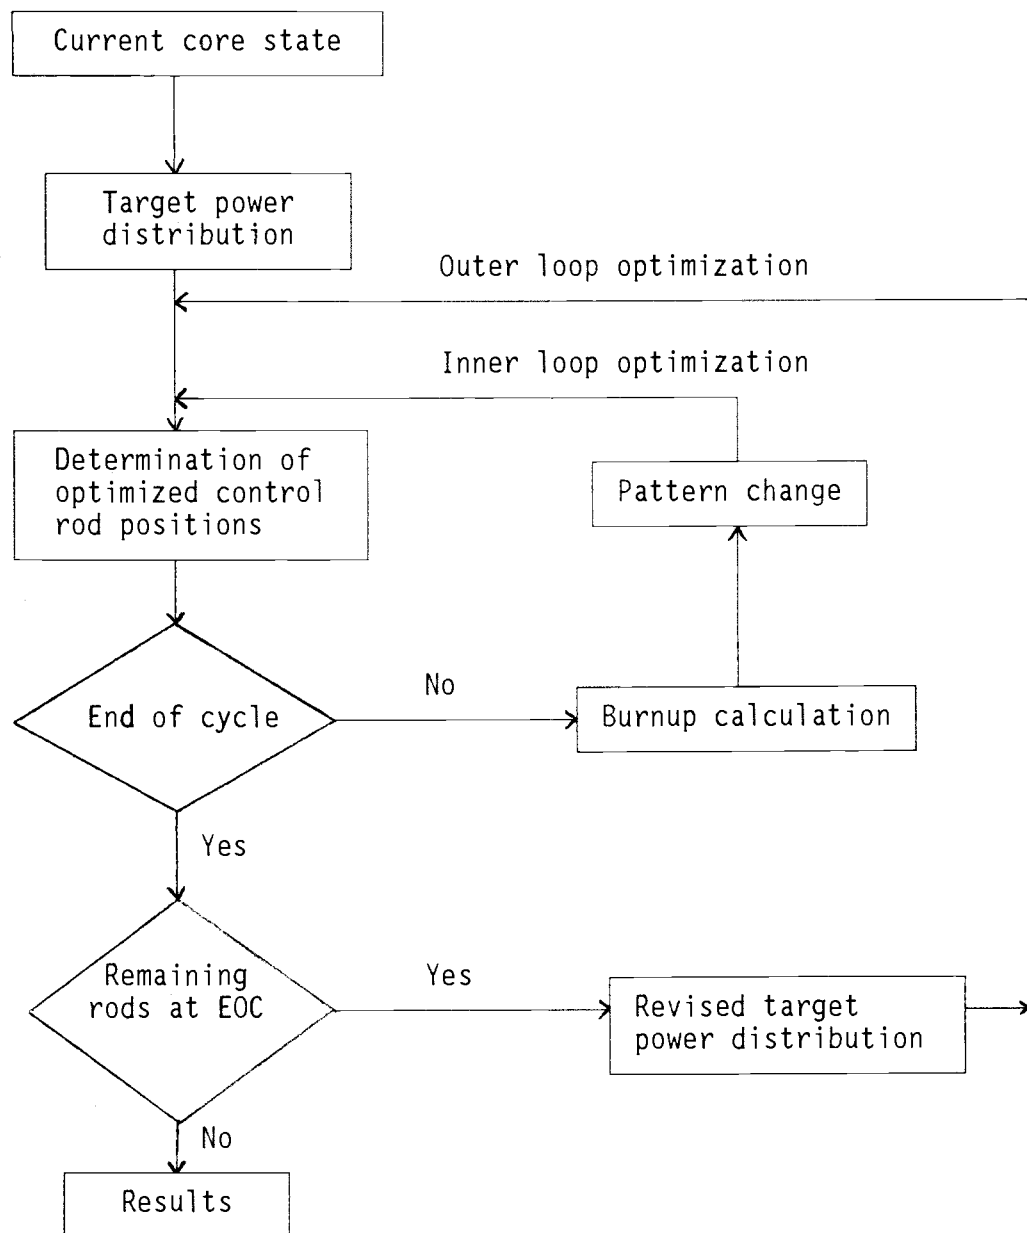 Current core state
Target power
distribution
Outer loop optimization
Inner loop optimization
Determination of
optimized control
rod positions
Pattern change
No
End of cycle
Burnup calculation
Yes
Remaining
rods at EOC
Yes
Revised target
power distribution
No
Results